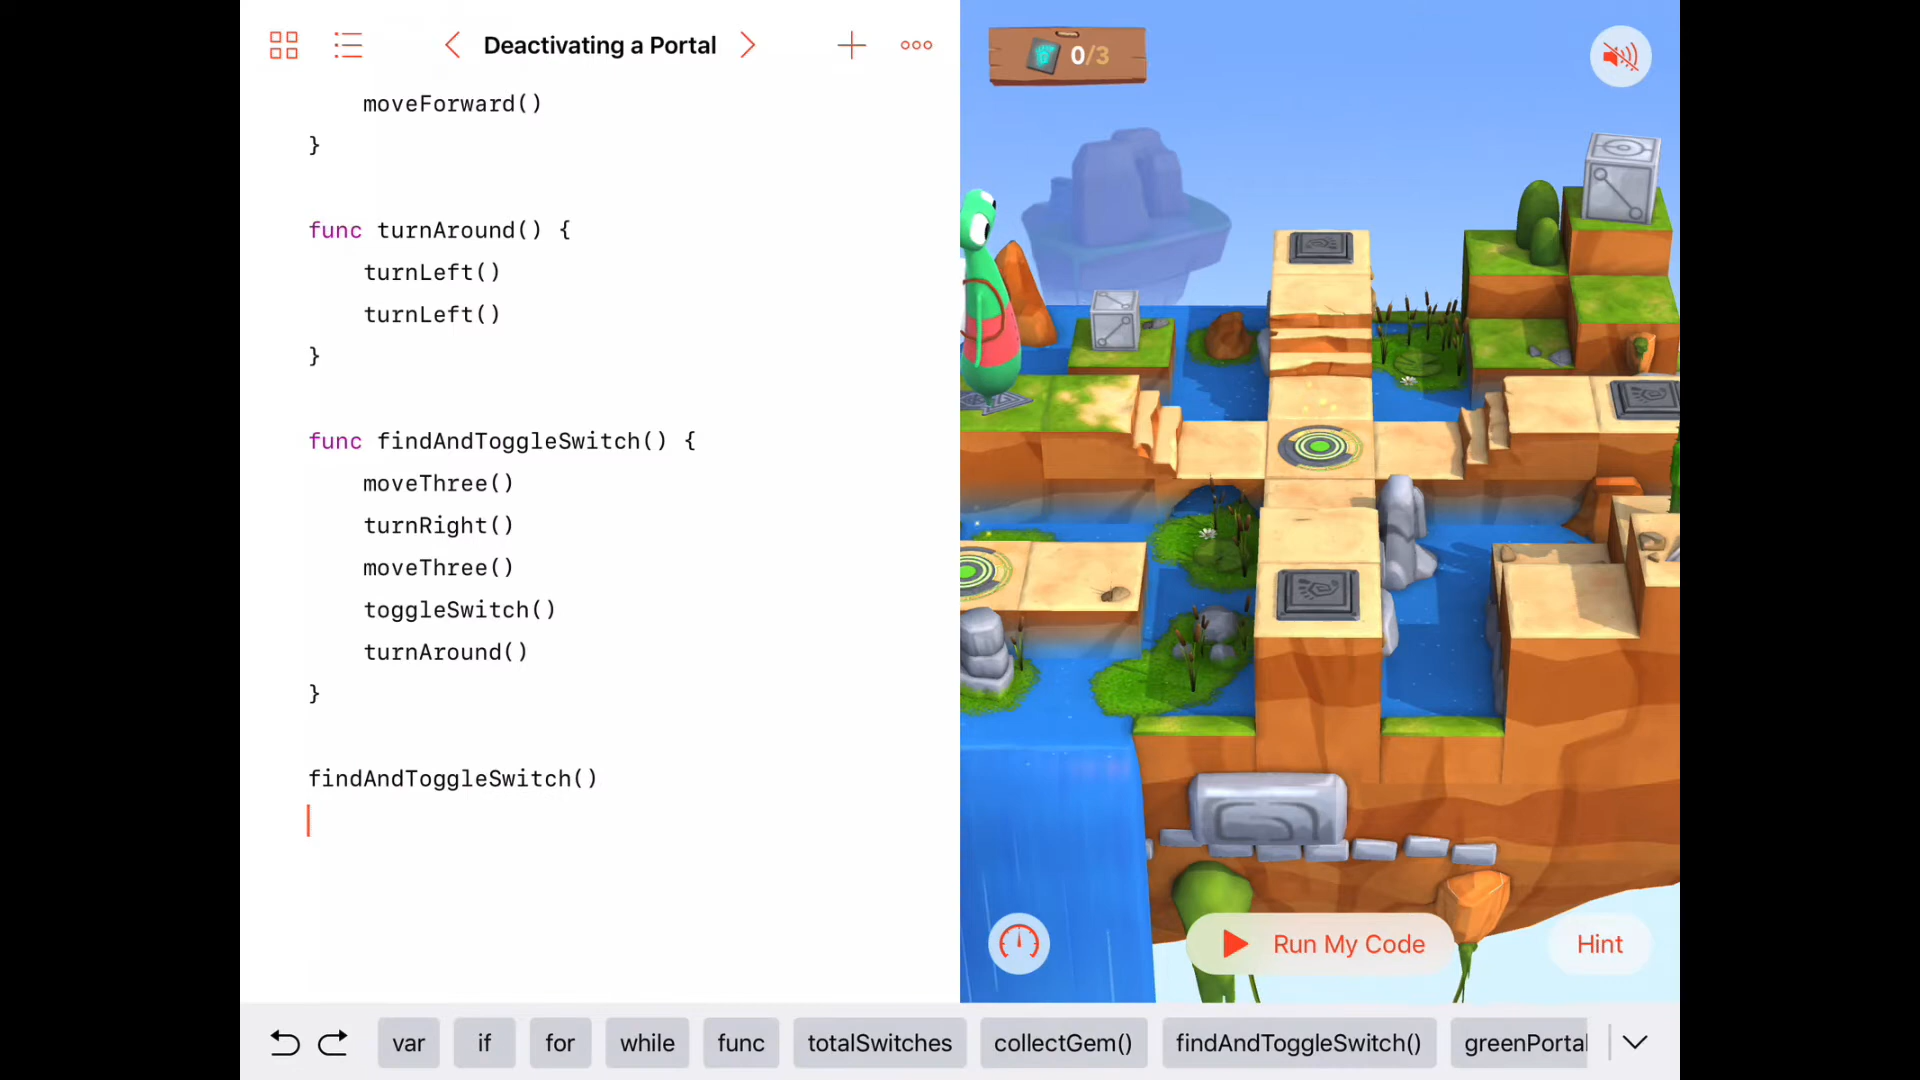 Deactivating a Portal
moveForward()
}
func turnAround() {
turnLeft()
turnLeft()
}
func findAndToggleSwitch() {
moveThree()
turnRight()
moveThree()
toggleSwitch()
turnAround()
}
findAndToggleSwitch()
0/3
Run My Code
Hint
var if for while func totalSwitches collectGem() findAndToggleSwitch() greenPortal